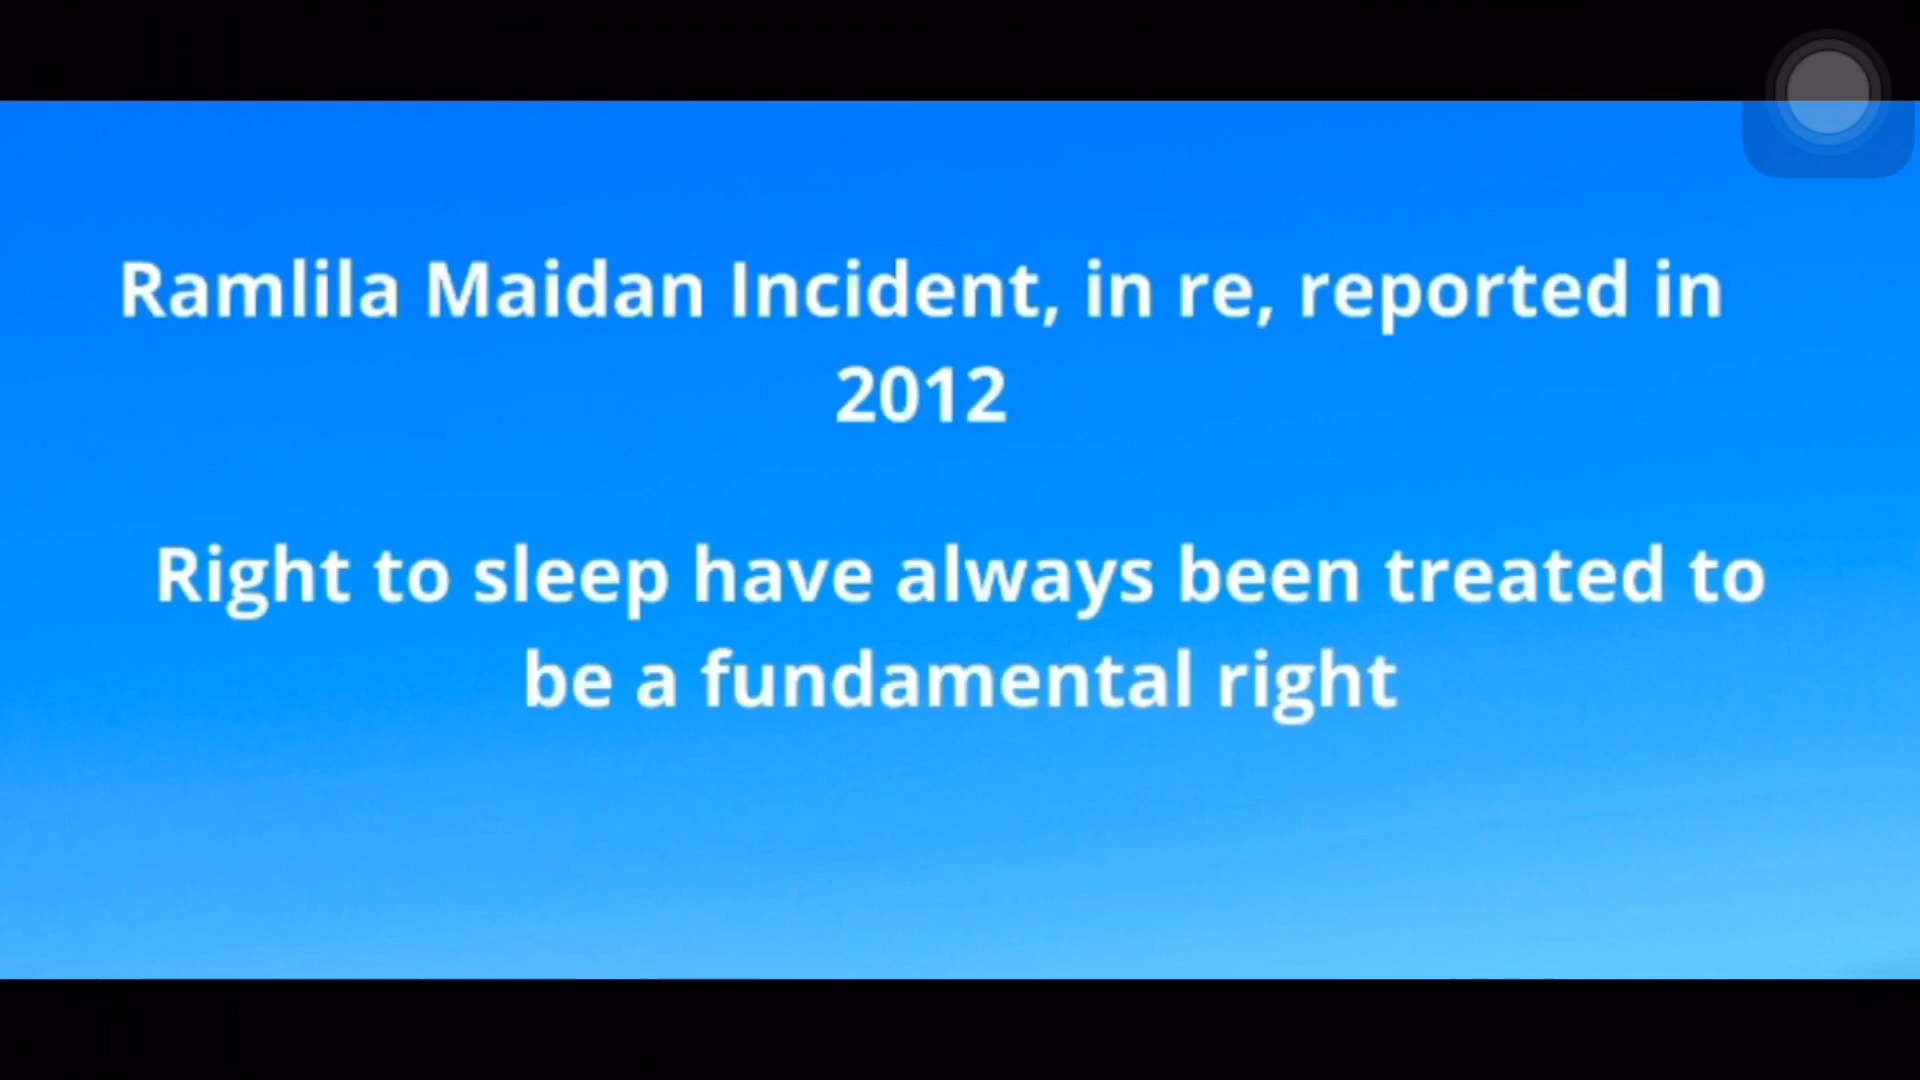 Ramlila Maidan Incident, in re, reported in
2012
Right to sleep have always been treated to
be a fundamental right